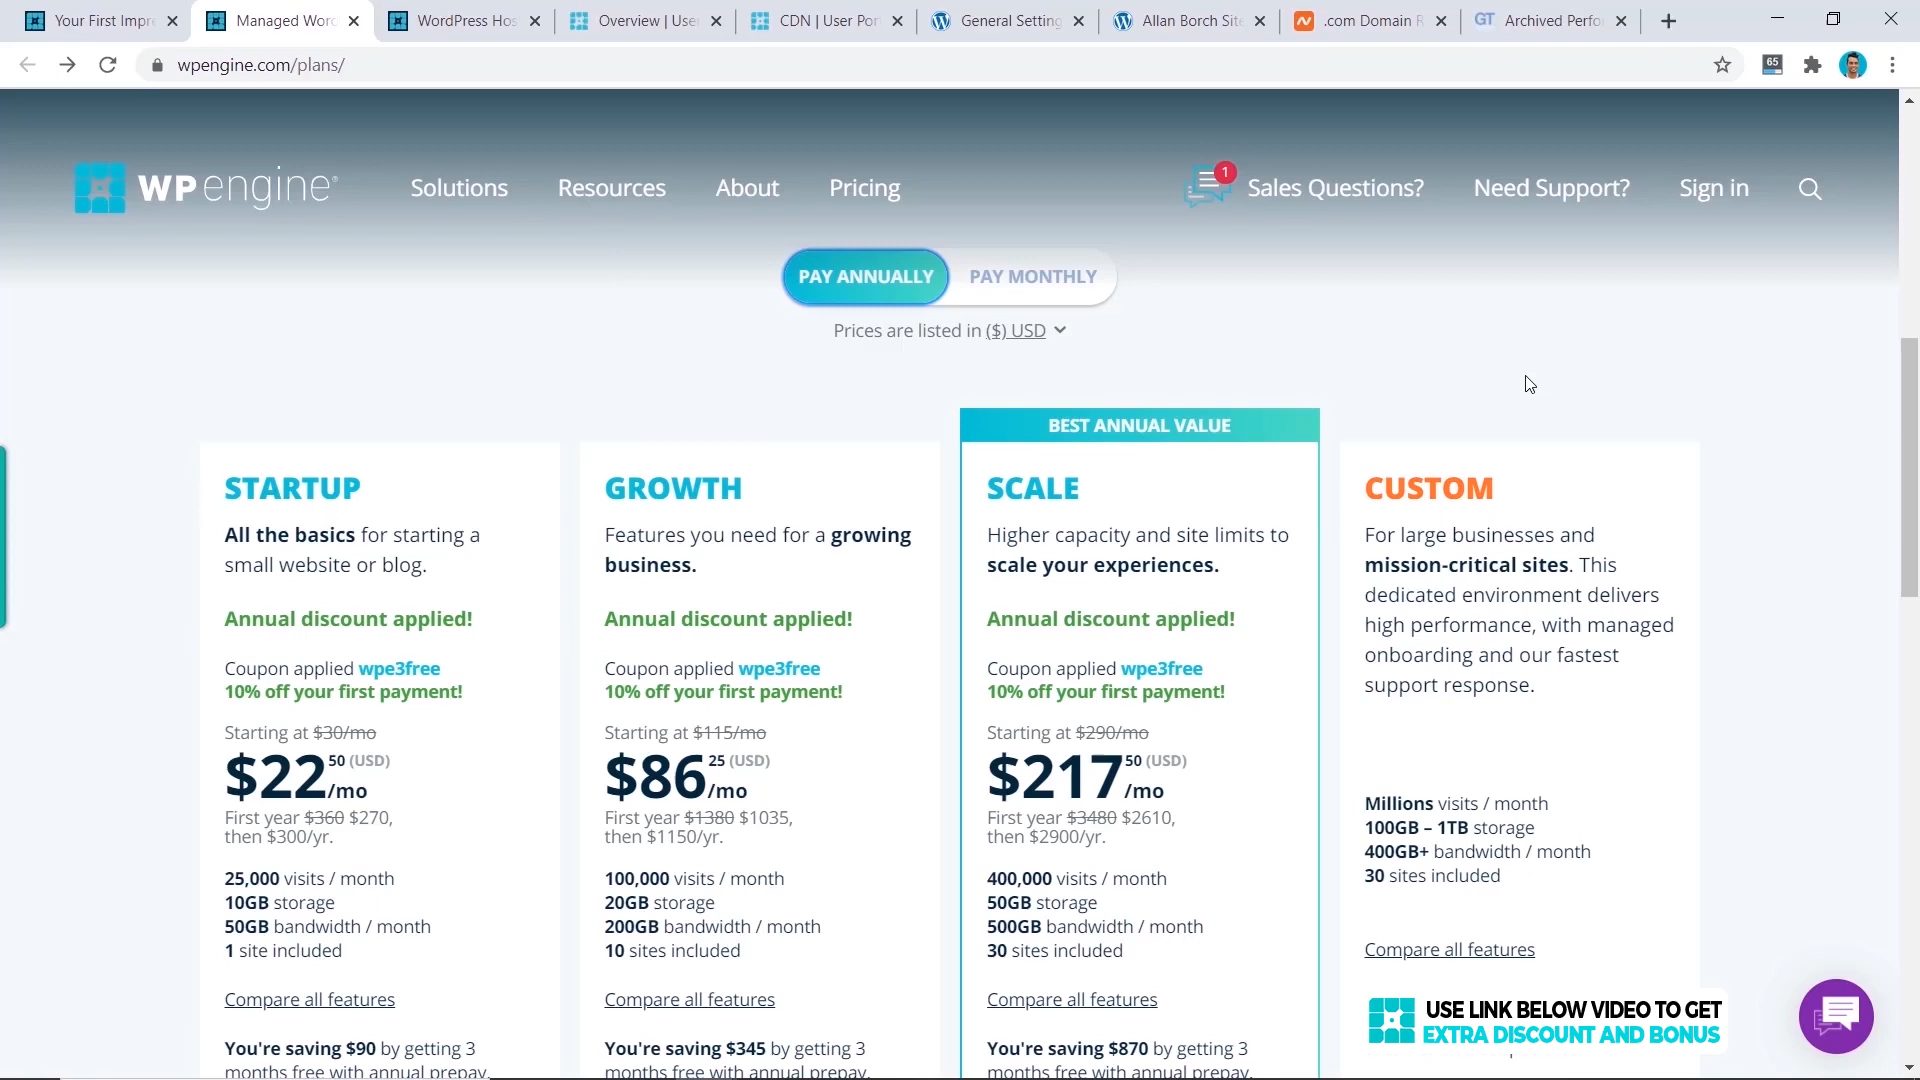 Your First Impre
Managed Word
WordPress Hos
Overview | User
CDN | User Port
General Setting
Allan Borch Site
.com Domain R
GT Archived Perfo
wpengine.com/plans/
65
WPengine®
Solutions
Resources
About
Pricing
1
Sales Questions?
Need Support?
Sign in
PAY ANNUALLY
PAY MONTHLY
Prices are listed in ($) USD
STARTUP
All the basics for starting a
small website or blog.
Annual discount applied!
Coupon applied wpe3free
10% off your first payment!
Starting at $30/mo
$22 50 (USD)
/mo
First year $360 $270,
then $300/yr.
25,000 visits / month
10GB storage
50GB bandwidth / month
1 site included
Compare all features
You're saving $90 by getting 3
months free with annual prepay.
GROWTH
Features you need for a growing
business.
Annual discount applied!
Coupon applied wpe3free
10% off your first payment!
Starting at $115/mo
$86 25 (USD)
/mo
First year $1380 $1035,
then $1150/yr.
100,000 visits / month
20GB storage
200GB bandwidth / month
10 sites included
Compare all features
You're saving $345 by getting 3
months free with annual prepay.
BEST ANNUAL VALUE
SCALE
Higher capacity and site limits to
scale your experiences.
Annual discount applied!
Coupon applied wpe3free
10% off your first payment!
Starting at $290/mo
$217 50 (USD)
/mo
First year $3480 $2610,
then $2900/yr.
400,000 visits / month
50GB storage
500GB bandwidth / month
30 sites included
Compare all features
You're saving $870 by getting 3
months free with annual prepay.
CUSTOM
For large businesses and
mission-critical sites. This
dedicated environment delivers
high performance, with managed
onboarding and our fastest
support response.
Millions visits / month
100GB – 1TB storage
400GB+ bandwidth / month
30 sites included
Compare all features
USE LINK BELOW VIDEO TO GET
EXTRA DISCOUNT AND BONUS